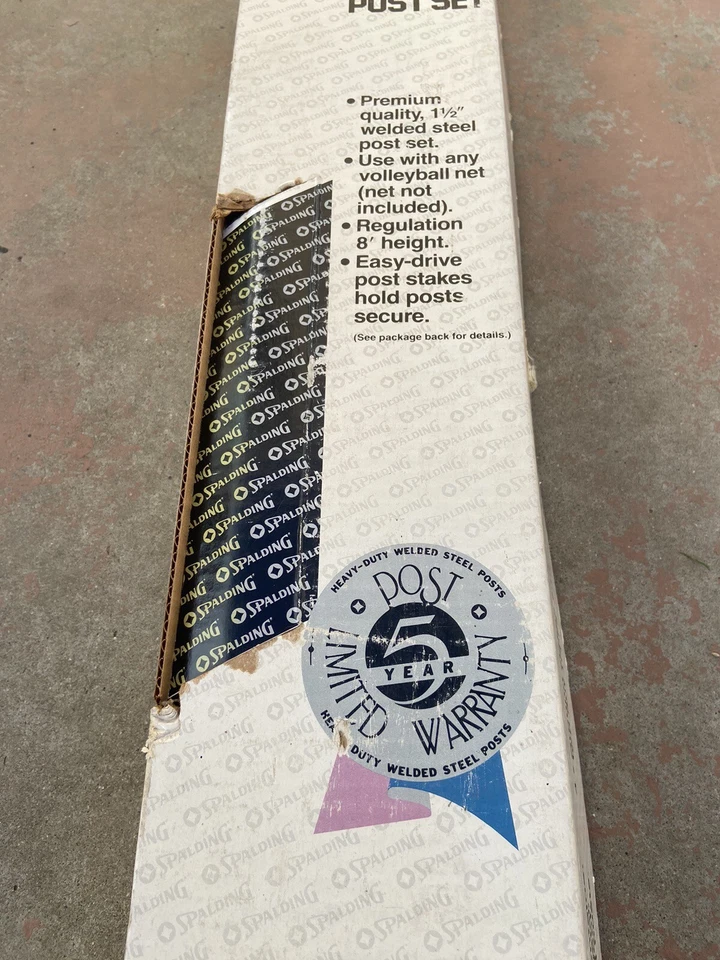 POST SET
• Premium
quality, 1½"
welded steel
post set.
• Use with any
volleyball net
(net not
included).
• Regulation
8' height.
• Easy-drive
post stakes
hold posts
secure.
(See package back for details.)
SPALDING
HEAVY-DUTY WELDED STEEL POSTS
POST
5
YEAR
LIMITED WARRANTY
DUTY WELDED STEEL POSTS